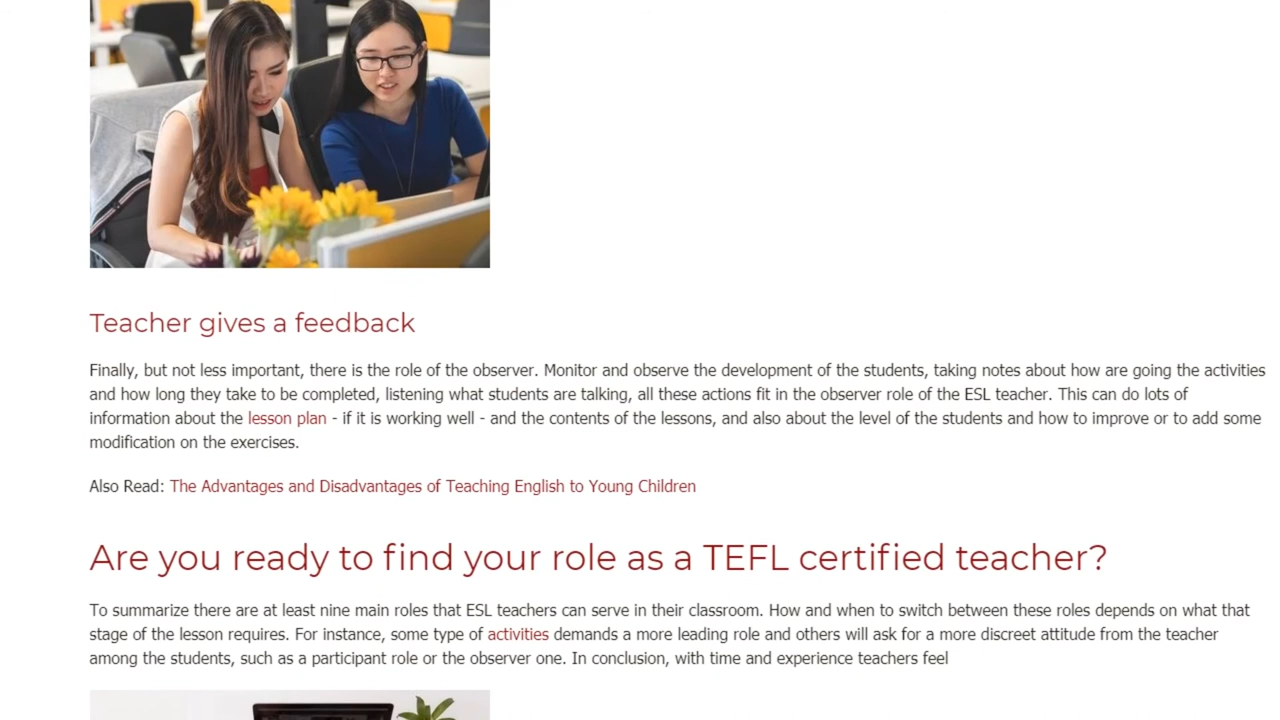 Teacher gives a feedback
Finally, but not less important, there is the role of the observer. Monitor and observe the development of the students, taking notes about how are going the activities
and how long they take to be completed, listening what students are talking, all these actions fit in the observer role of the ESL teacher. This can do lots of
information about the lesson plan - if it is working well - and the contents of the lessons, and also about the level of the students and how to improve or to add some
modification on the exercises.
Also Read: The Advantages and Disadvantages of Teaching English to Young Children
Are you ready to find your role as a TEFL certified teacher?
To summarize there are at least nine main roles that ESL teachers can serve in their classroom. How and when to switch between these roles depends on what that
stage of the lesson requires. For instance, some type of activities demands a more leading role and others will ask for a more discreet attitude from the teacher
among the students, such as a participant role or the observer one. In conclusion, with time and experience teachers feel